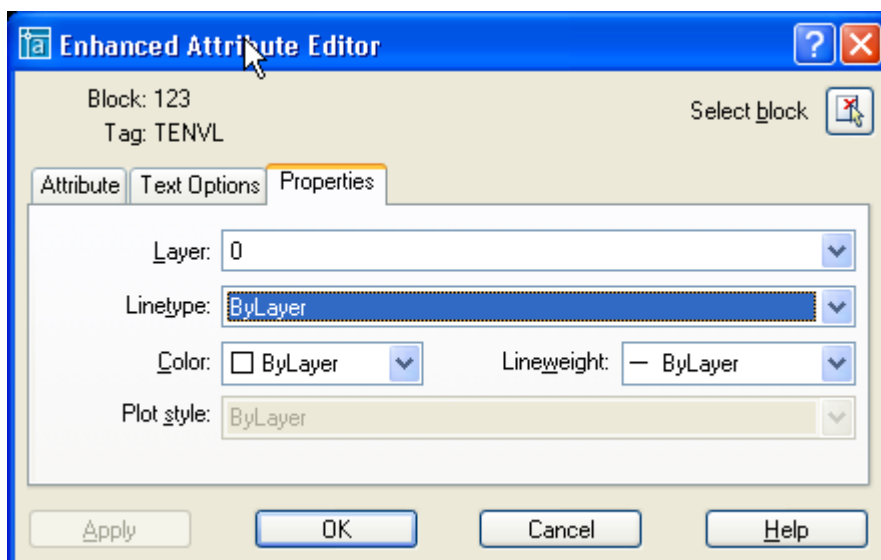 Enhanced Attribute Editor
Block: 123
Tag: TENVL
Select block
Attribute Text Options Properties
Layer: 0
Linetype: ByLayer
Color: ByLayer Lineweight: ByLayer
Plot style: ByLayer
Apply OK Cancel Help